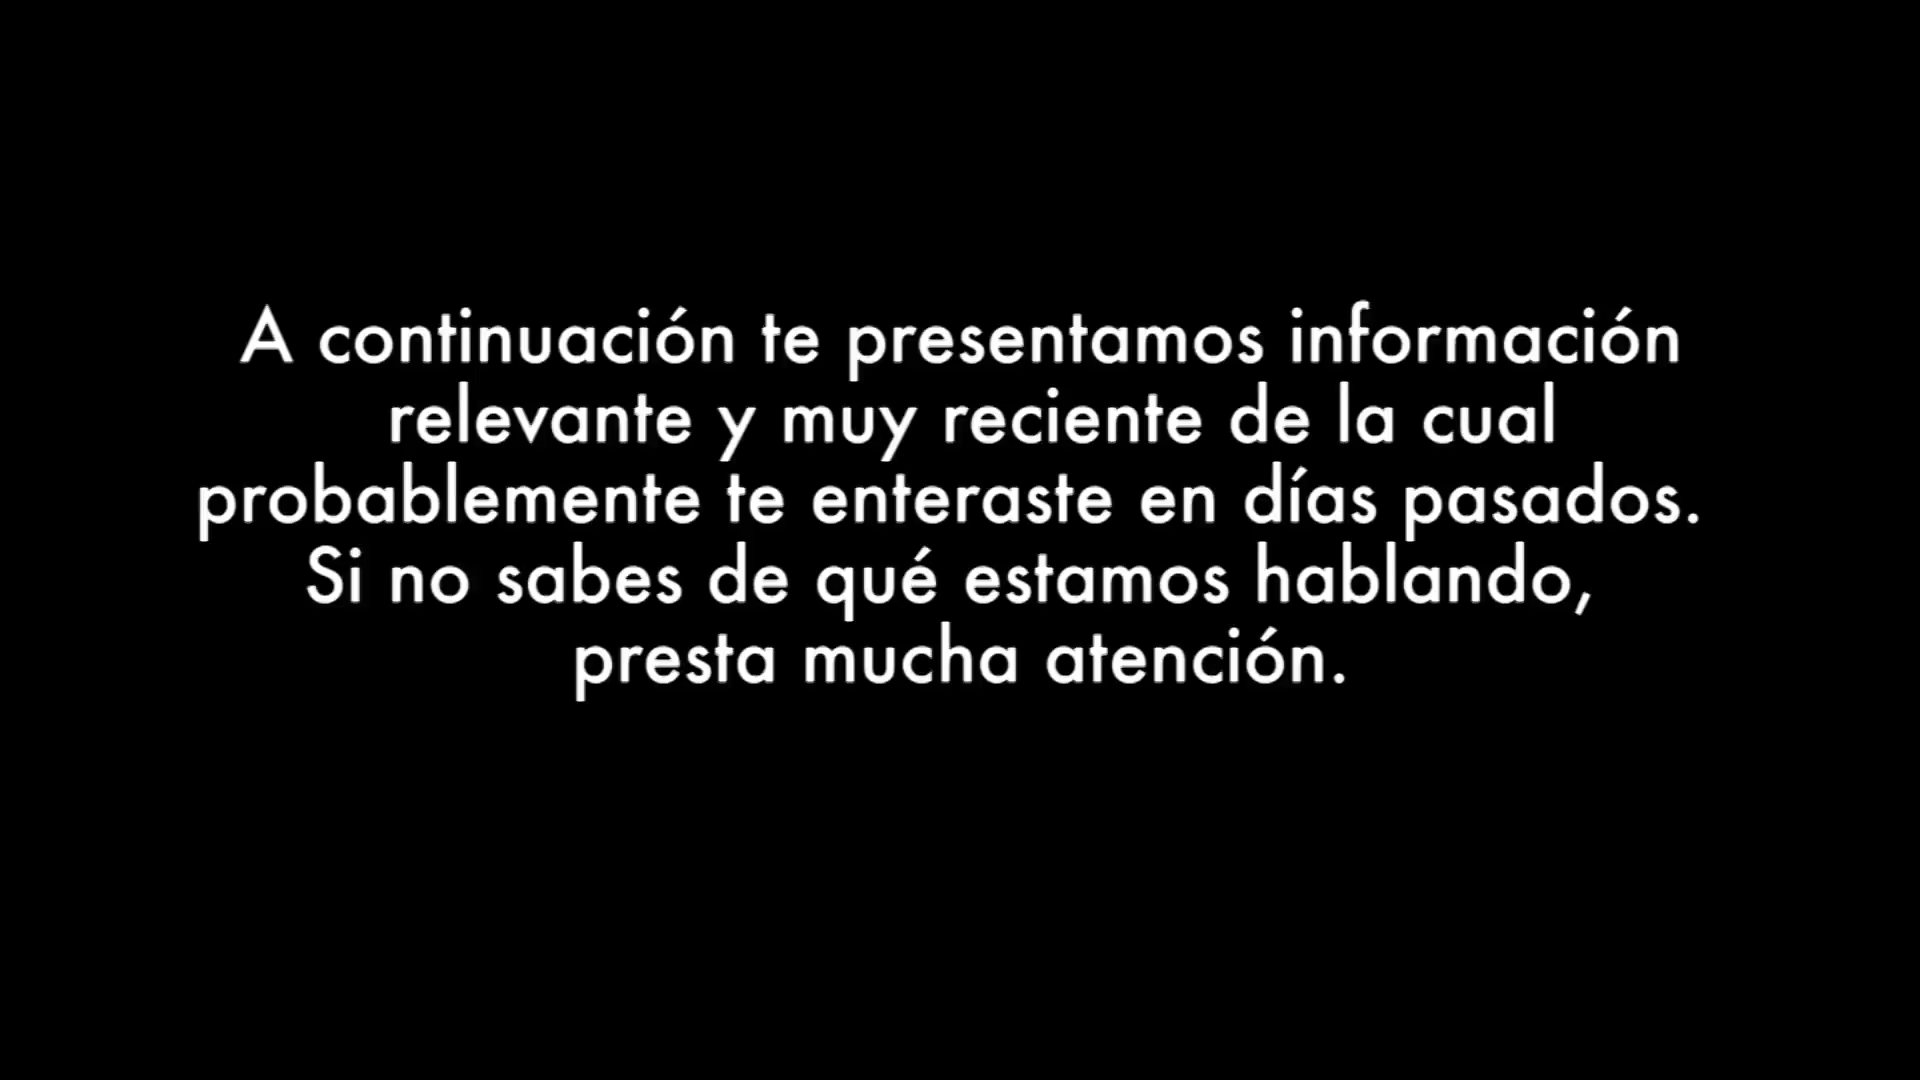 A continuación te presentamos información
relevante y muy reciente de la cual
probablemente te enteraste en días pasados.
Si no sabes de qué estamos hablando,
presta mucha atención.